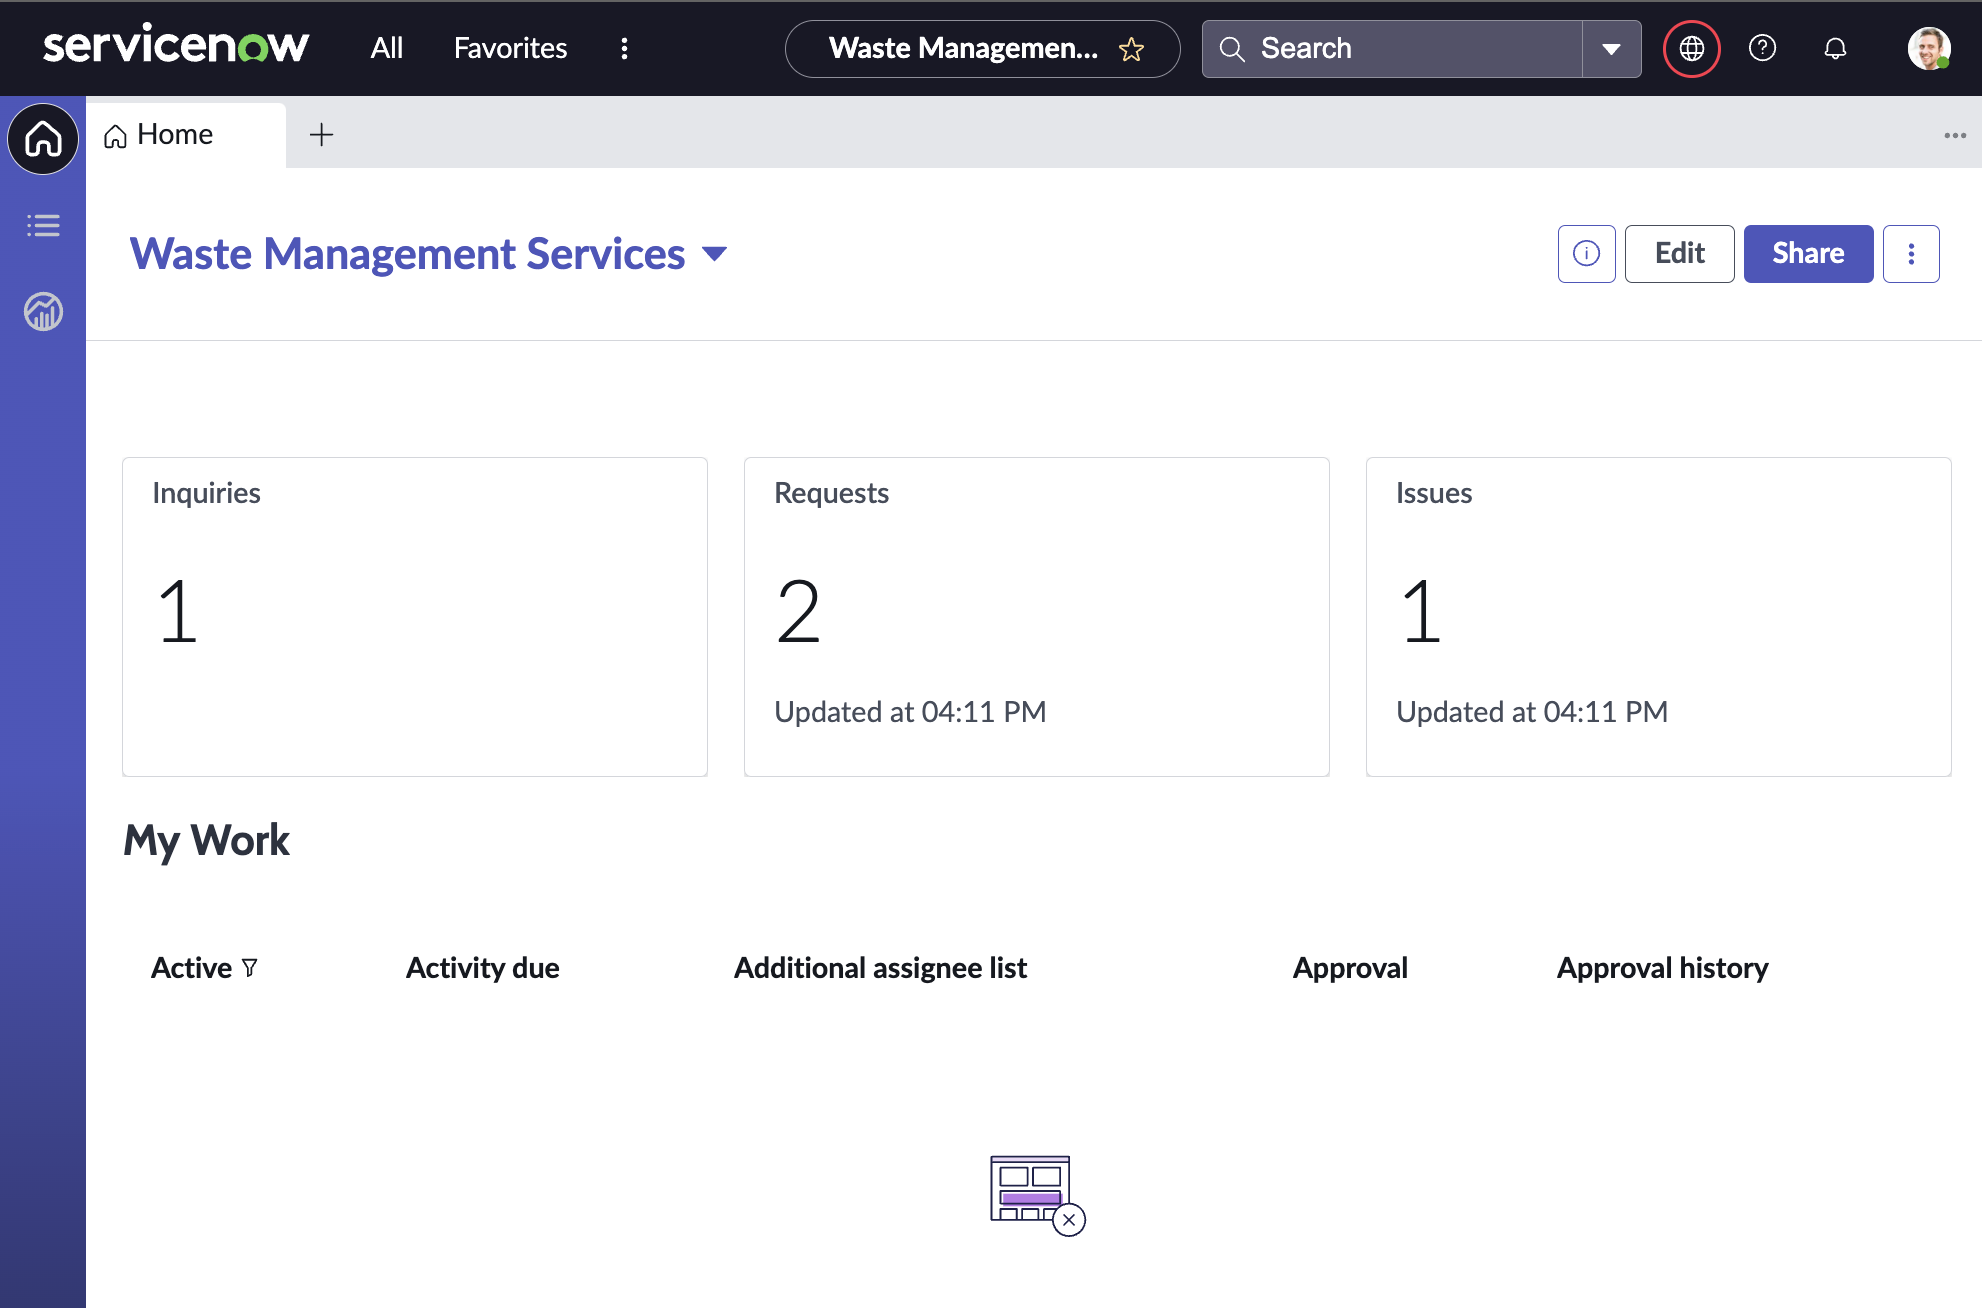 servicenow All Favorites Waste Managemen... Search
Home
Waste Management Services Edit Share
Inquiries Requests Issues
1 2 1
Updated at 04:11 PM Updated at 04:11 PM
My Work
Active Activity due Additional assignee list Approval Approval history